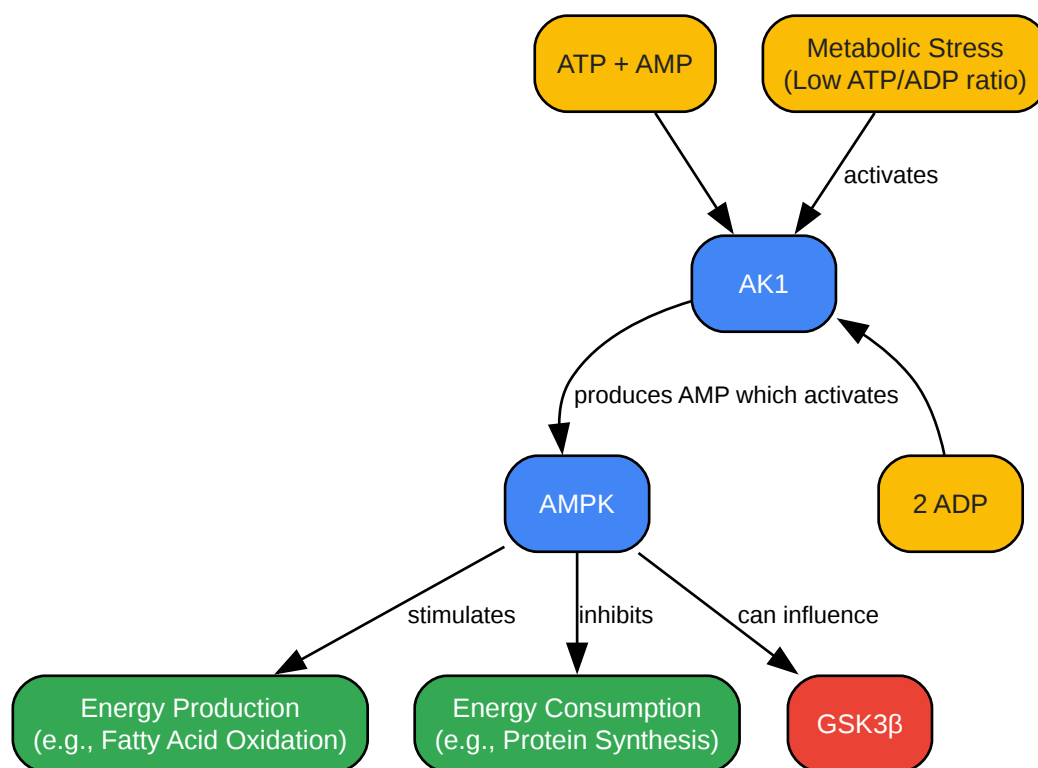 ATP + AMP
Metabolic Stress
(Low ATP/ADP ratio)
activates
AK1
produces AMP which activates
AMPK
2 ADP
stimulates
inhibits
can influence
Energy Production
(e.g., Fatty Acid Oxidation)
Energy Consumption
(e.g., Protein Synthesis)
GSK3β